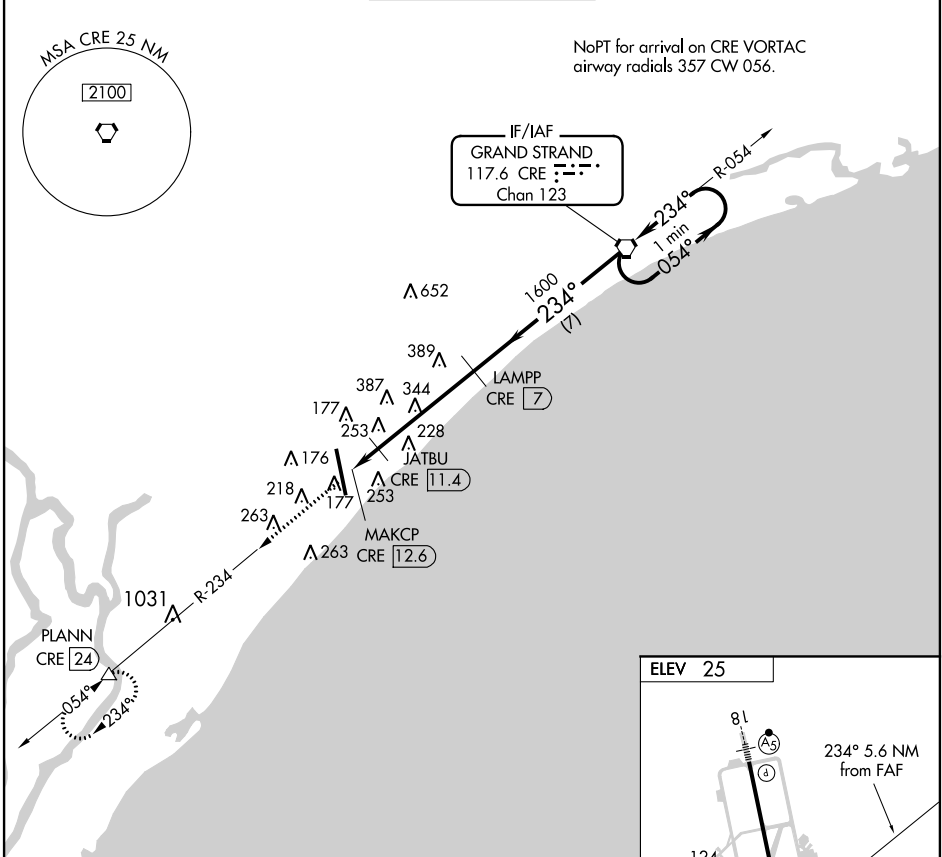 MSA CRE 25 NM
2100
NoPT for arrival on CRE VORTAC
airway radials 357 CW 056.
IF/IAF
GRAND STRAND
117.6 CRE
Chan 123
R-054
234°
1 min
054°
1600
234°
(7)
652
389
LAMPP
CRE 7
387
344
177
253
228
JATBU
CRE 11.4
176
218
177
253
263
MAKCP
CRE 12.6
263
R-234
1031
PLANN
CRE 24
054°
234°
ELEV 25
18
A5
234° 5.6 NM
from FAF